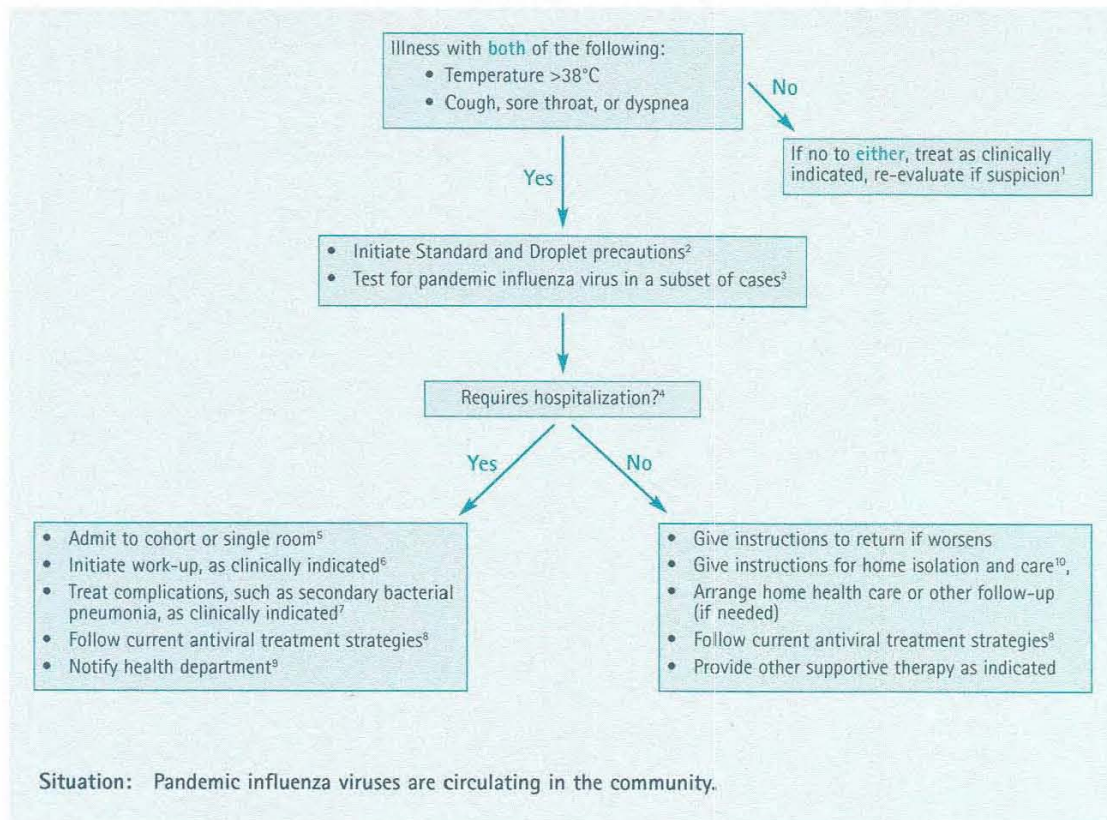 Illness with both of the following:
• Temperature >38°C
• Cough, sore throat, or dyspnea
No
If no to either, treat as clinically
indicated, re-evaluate if suspicion¹
Yes
• Initiate Standard and Droplet precautions²
• Test for pandemic influenza virus in a subset of cases³
Requires hospitalization?⁴
Yes
No
• Admit to cohort or single room⁵
• Initiate work-up, as clinically indicated⁶
• Treat complications, such as secondary bacterial
pneumonia, as clinically indicated⁷
• Follow current antiviral treatment strategies⁸
• Notify health department⁹
• Give instructions to return if worsens
• Give instructions for home isolation and care¹⁰,
• Arrange home health care or other follow-up
(if needed)
• Follow current antiviral treatment strategies⁸
• Provide other supportive therapy as indicated
Situation: Pandemic influenza viruses are circulating in the community.